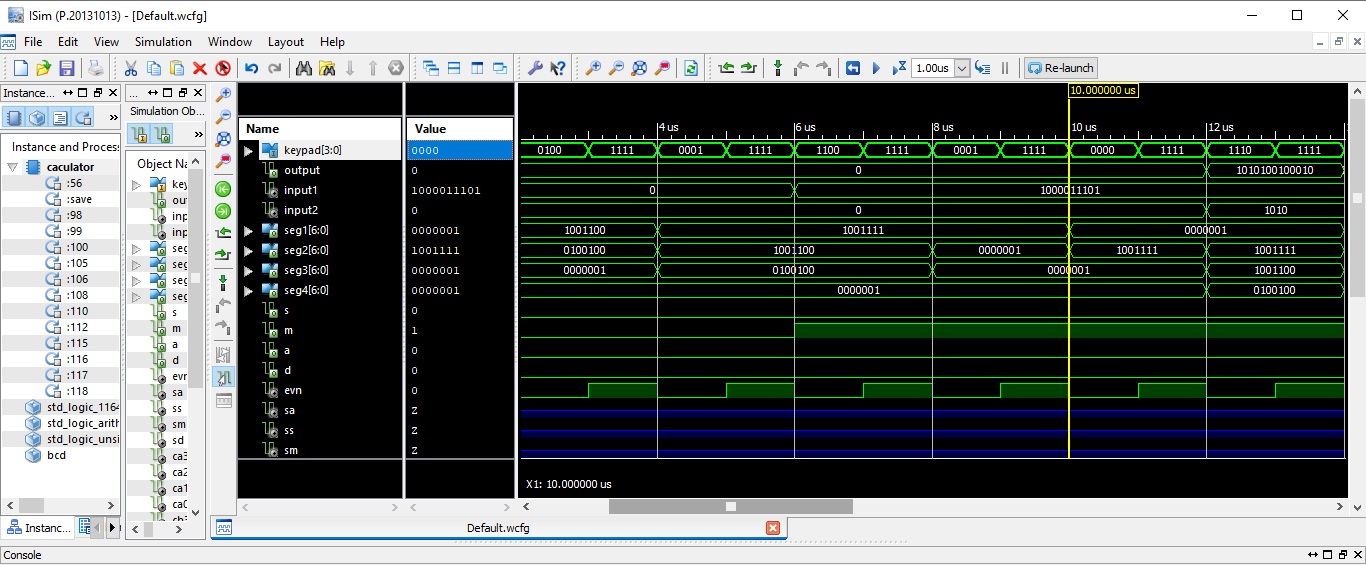 ISim (P.20131013) - [Default.wcfg]
File Edit View Simulation Window Layout Help
1.00us Re-launch
Instance... ...
Simulation Ob...
Instance and Process
caculator
:56
:save
:98
:99
:100
:105
:106
:108
:110
:112
:115
:116
:117
:118
std_logic_1164
std_logic_arith
std_logic_unsi
bcd
Instanc...
Object Na
key
out
inp
inp
seg
seg
seg
seg
s
m
a
d
evn
sa
ss
sm
sd
ca3
ca2
ca1
ca0
cb3
10.000000 us
Name Value
4 us 6 us 8 us 10 us 12 us
keypad[3:0] 0000 0100 1111 0001 1111 1100 1111 0001 1111 0000 1111 1110 1111
output 0 0 1010100100010
input1 1000011101 0 1000011101
input2 0 0 1010
seg1[6:0] 0000001 1001100 1001111 0000001
seg2[6:0] 1001111 0100100 1001100 0000001 1001111 1001111
seg3[6:0] 0000001 0000001 0100100 0000001 1001100
seg4[6:0] 0000001 0000001 0100100
s 0
m 1
a 0
d 0
evn 0
sa Z
ss Z
sm Z
X1: 10.000000 us
Default.wcfg
Console